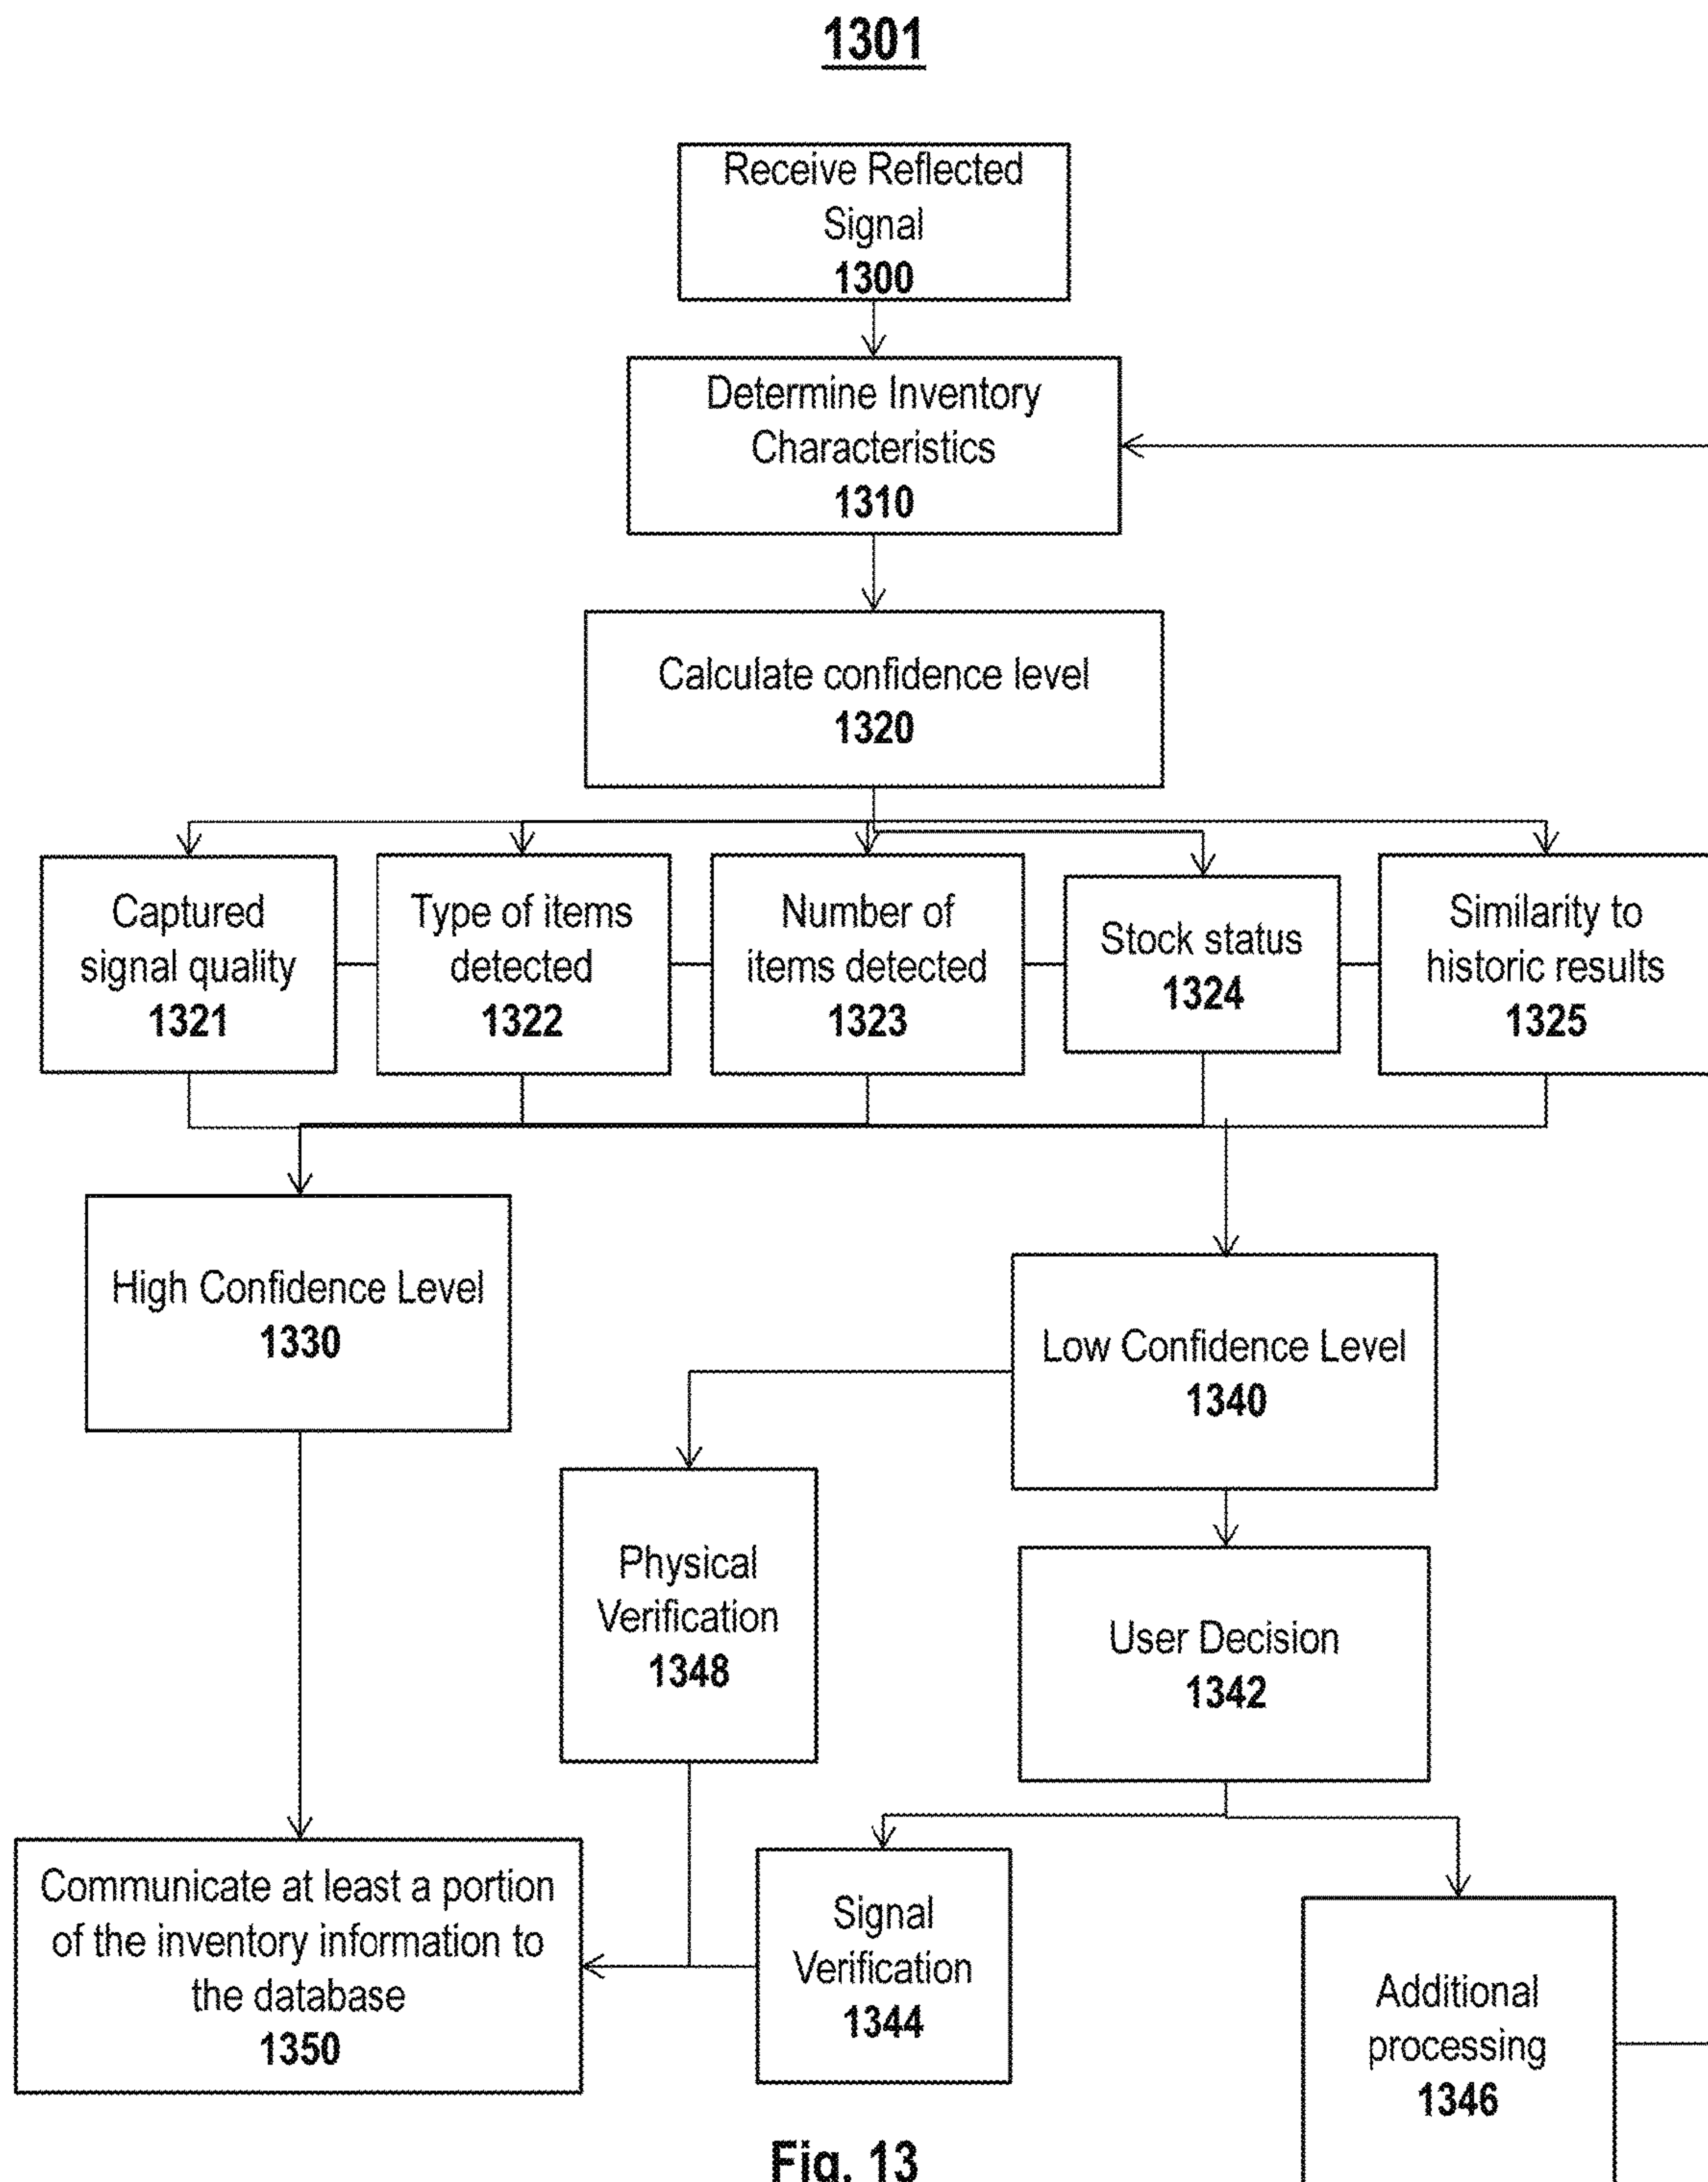 1301
Receive Reflected
Signal
1300
Determine Inventory
Characteristics
1310
Calculate confidence level
1320
Captured
signal quality
1321
Type of items
detected
1322
Number of
items detected
1323
Stock status
1324
Similarity to
historic results
1325
High Confidence Level
1330
Low Confidence Level
1340
Physical
Verification
1348
User Decision
1342
Communicate at least a portion
of the inventory information to
the database
1350
Signal
Verification
1344
Additional
processing
1346
Fig. 13